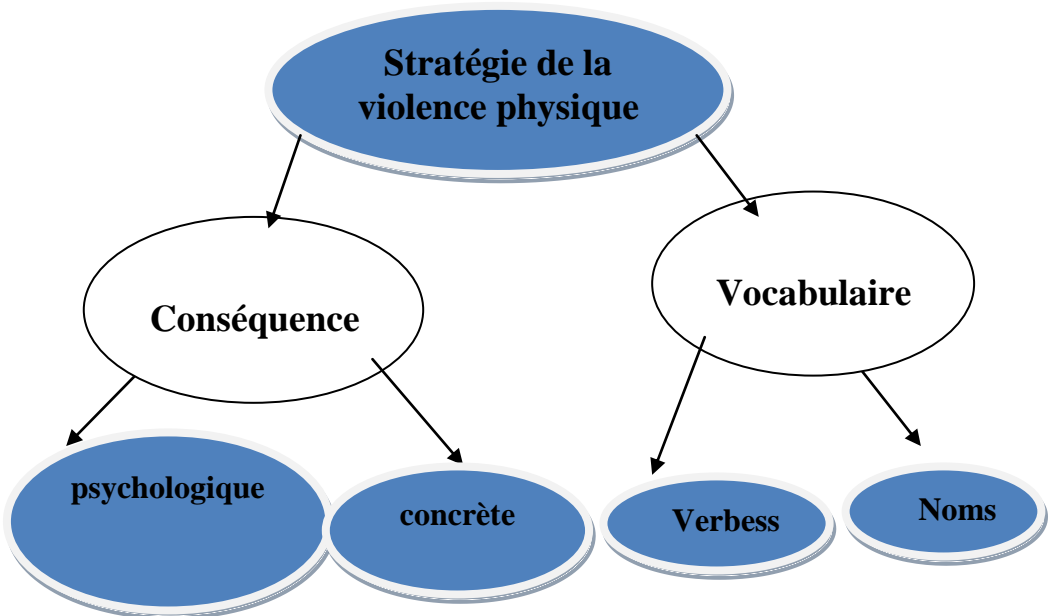 Stratégie de la
violence physique
Conséquence
Vocabulaire
psychologique
concrète
Verbess
Noms